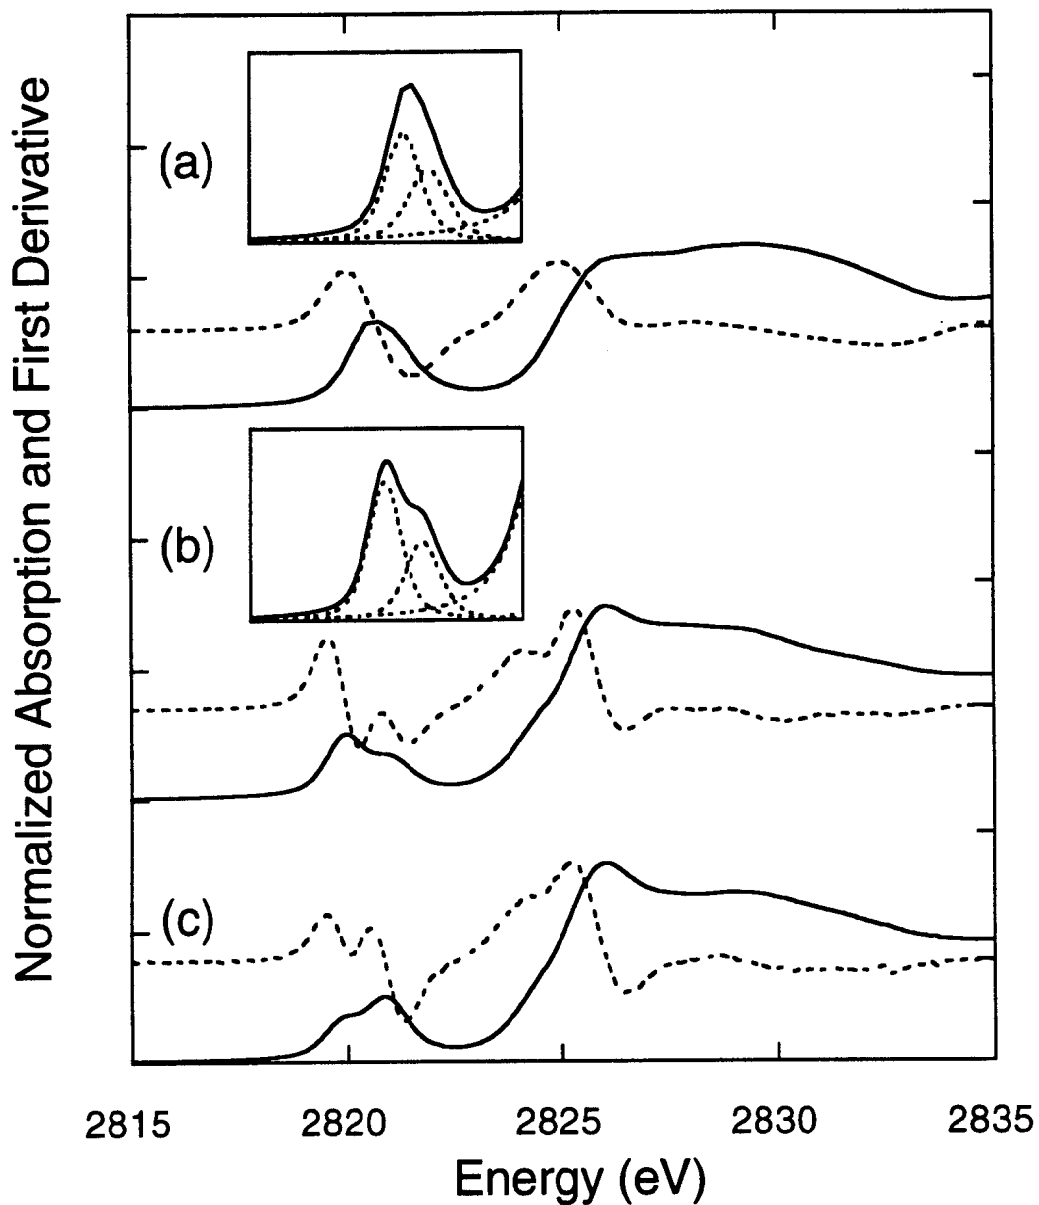 Normalized Absorption and First Derivative
(a)
(b)
(c)
2815 2820 2825 2830 2835
Energy (eV)